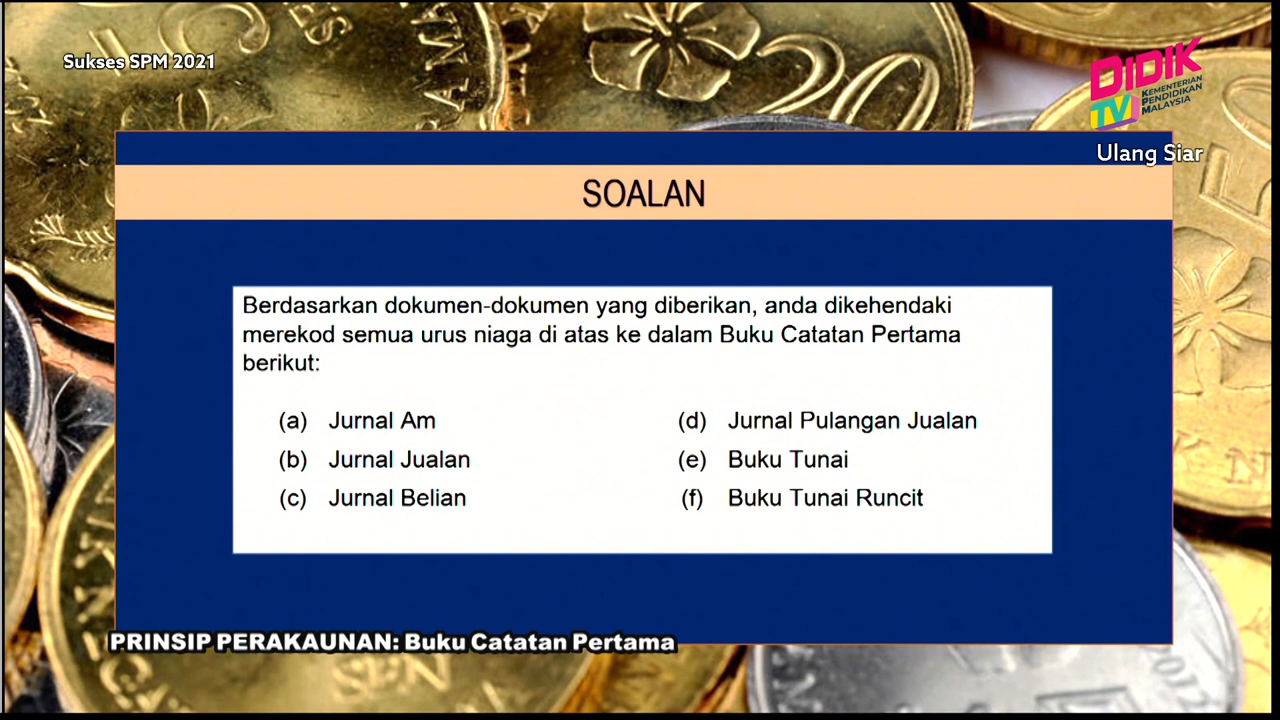 Sukses SPM 2021
DIDIK
TV
KEMENTERIAN
PENDIDIKAN
MALAYSIA
Ulang Siar
SOALAN
Berdasarkan dokumen-dokumen yang diberikan, anda dikehendaki
merekod semua urus niaga di atas ke dalam Buku Catatan Pertama
berikut:
(a) Jurnal Am
(d) Jurnal Pulangan Jualan
(b) Jurnal Jualan
(e) Buku Tunai
(c) Jurnal Belian
(f) Buku Tunai Runcit
PRINSIP PERAKAUNAN: Buku Catatan Pertama
20